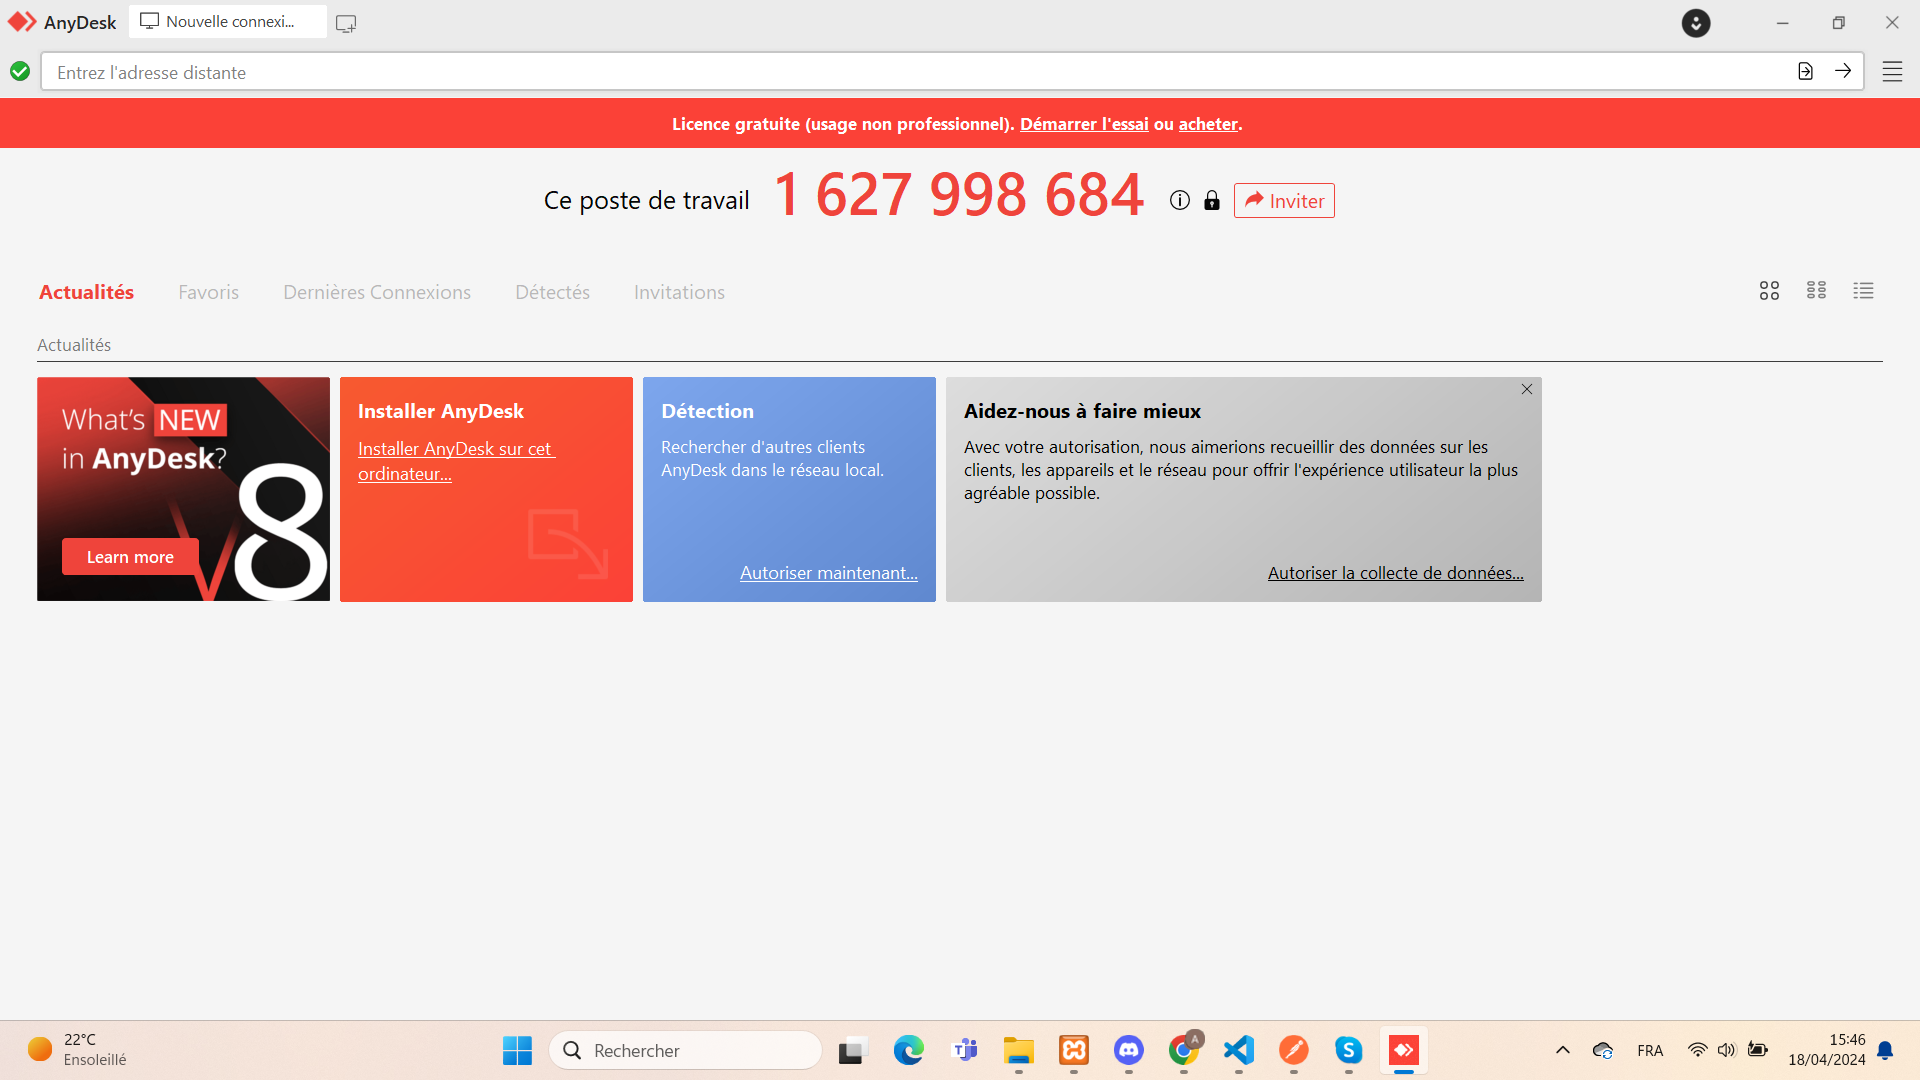 AnyDesk
Nouvelle connexi...
Entrez l'adresse distante
Licence gratuite (usage non professionnel). Démarrer l'essai ou acheter.
Ce poste de travail 1 627 998 684 Inviter
Actualités Favoris Dernières Connexions Détectés Invitations
Actualités
What's NEW
in AnyDesk?
V8
Learn more
Installer AnyDesk
Installer AnyDesk sur cet
ordinateur...
Détection
Rechercher d'autres clients
AnyDesk dans le réseau local.
Autoriser maintenant...
Aidez-nous à faire mieux
Avec votre autorisation, nous aimerions recueillir des données sur les
clients, les appareils et le réseau pour offrir l'expérience utilisateur la plus
agréable possible.
Autoriser la collecte de données...
22°C
Ensoleillé
Rechercher
A
FRA
15:46
18/04/2024